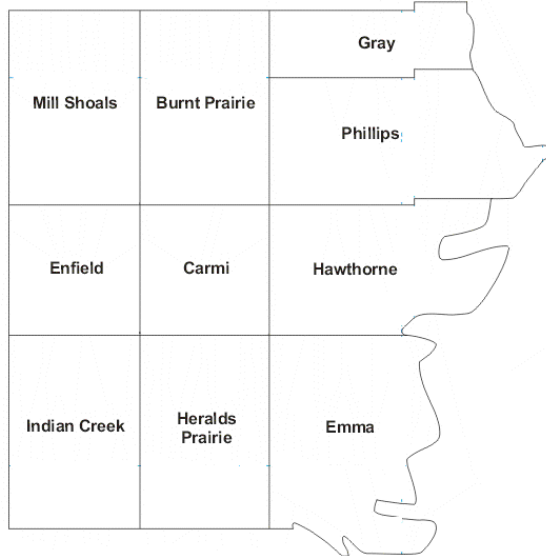 Gray
Mill Shoals
Burnt Prairie
Phillips
Enfield
Carmi
Hawthorne
Indian Creek
Heralds
Prairie
Emma